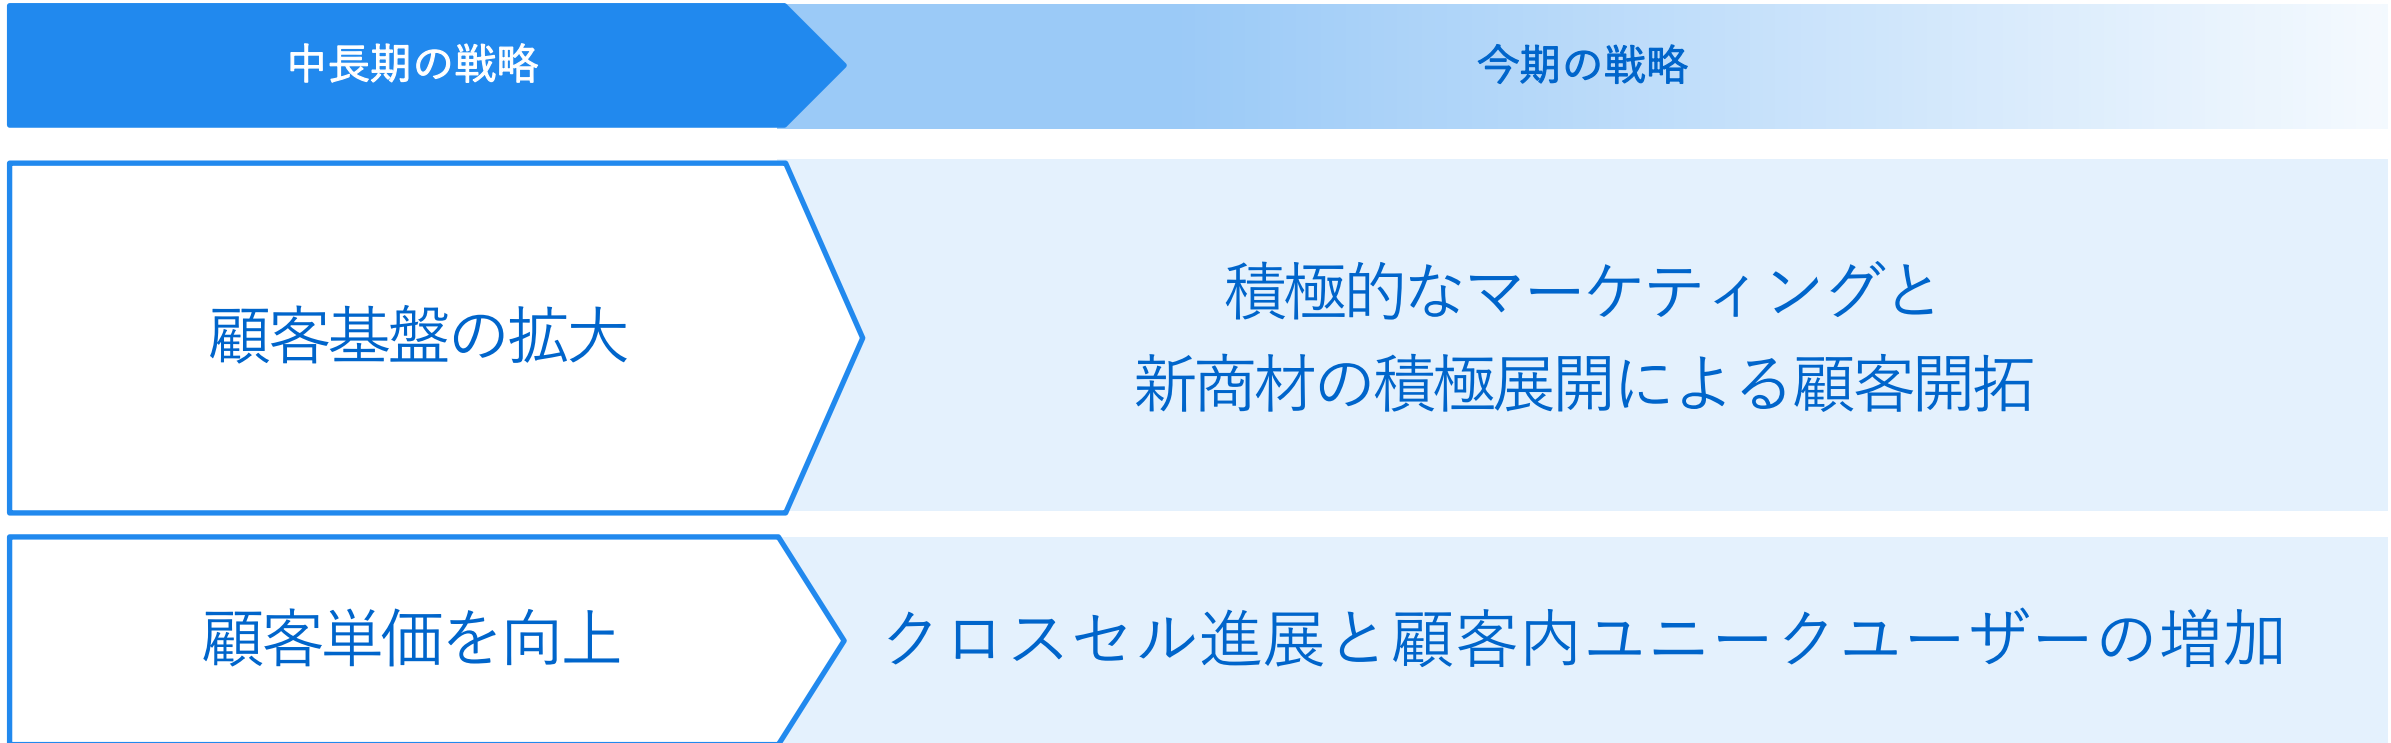 中長期の戦略
今期の戦略
顧客基盤の拡大
積極的なマーケティングと
新商材の積極展開による顧客開拓
顧客単価を向上
クロスセル進展と顧客内ユニークユーザーの増加